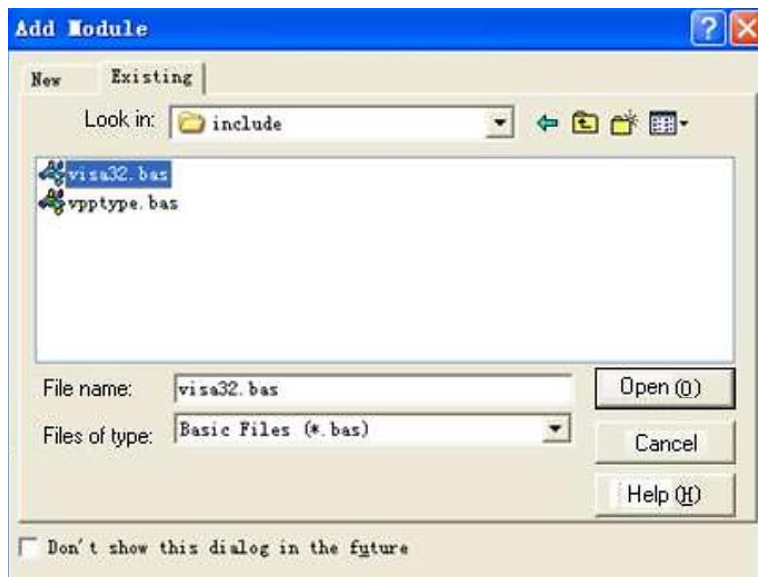 Add Module
New Existing
Look in: include
visa32.bas
vpptype.bas
File name: visa32.bas Open (O)
Files of type: Basic Files (*.bas)
Cancel
Help (H)
Don't show this dialog in the future